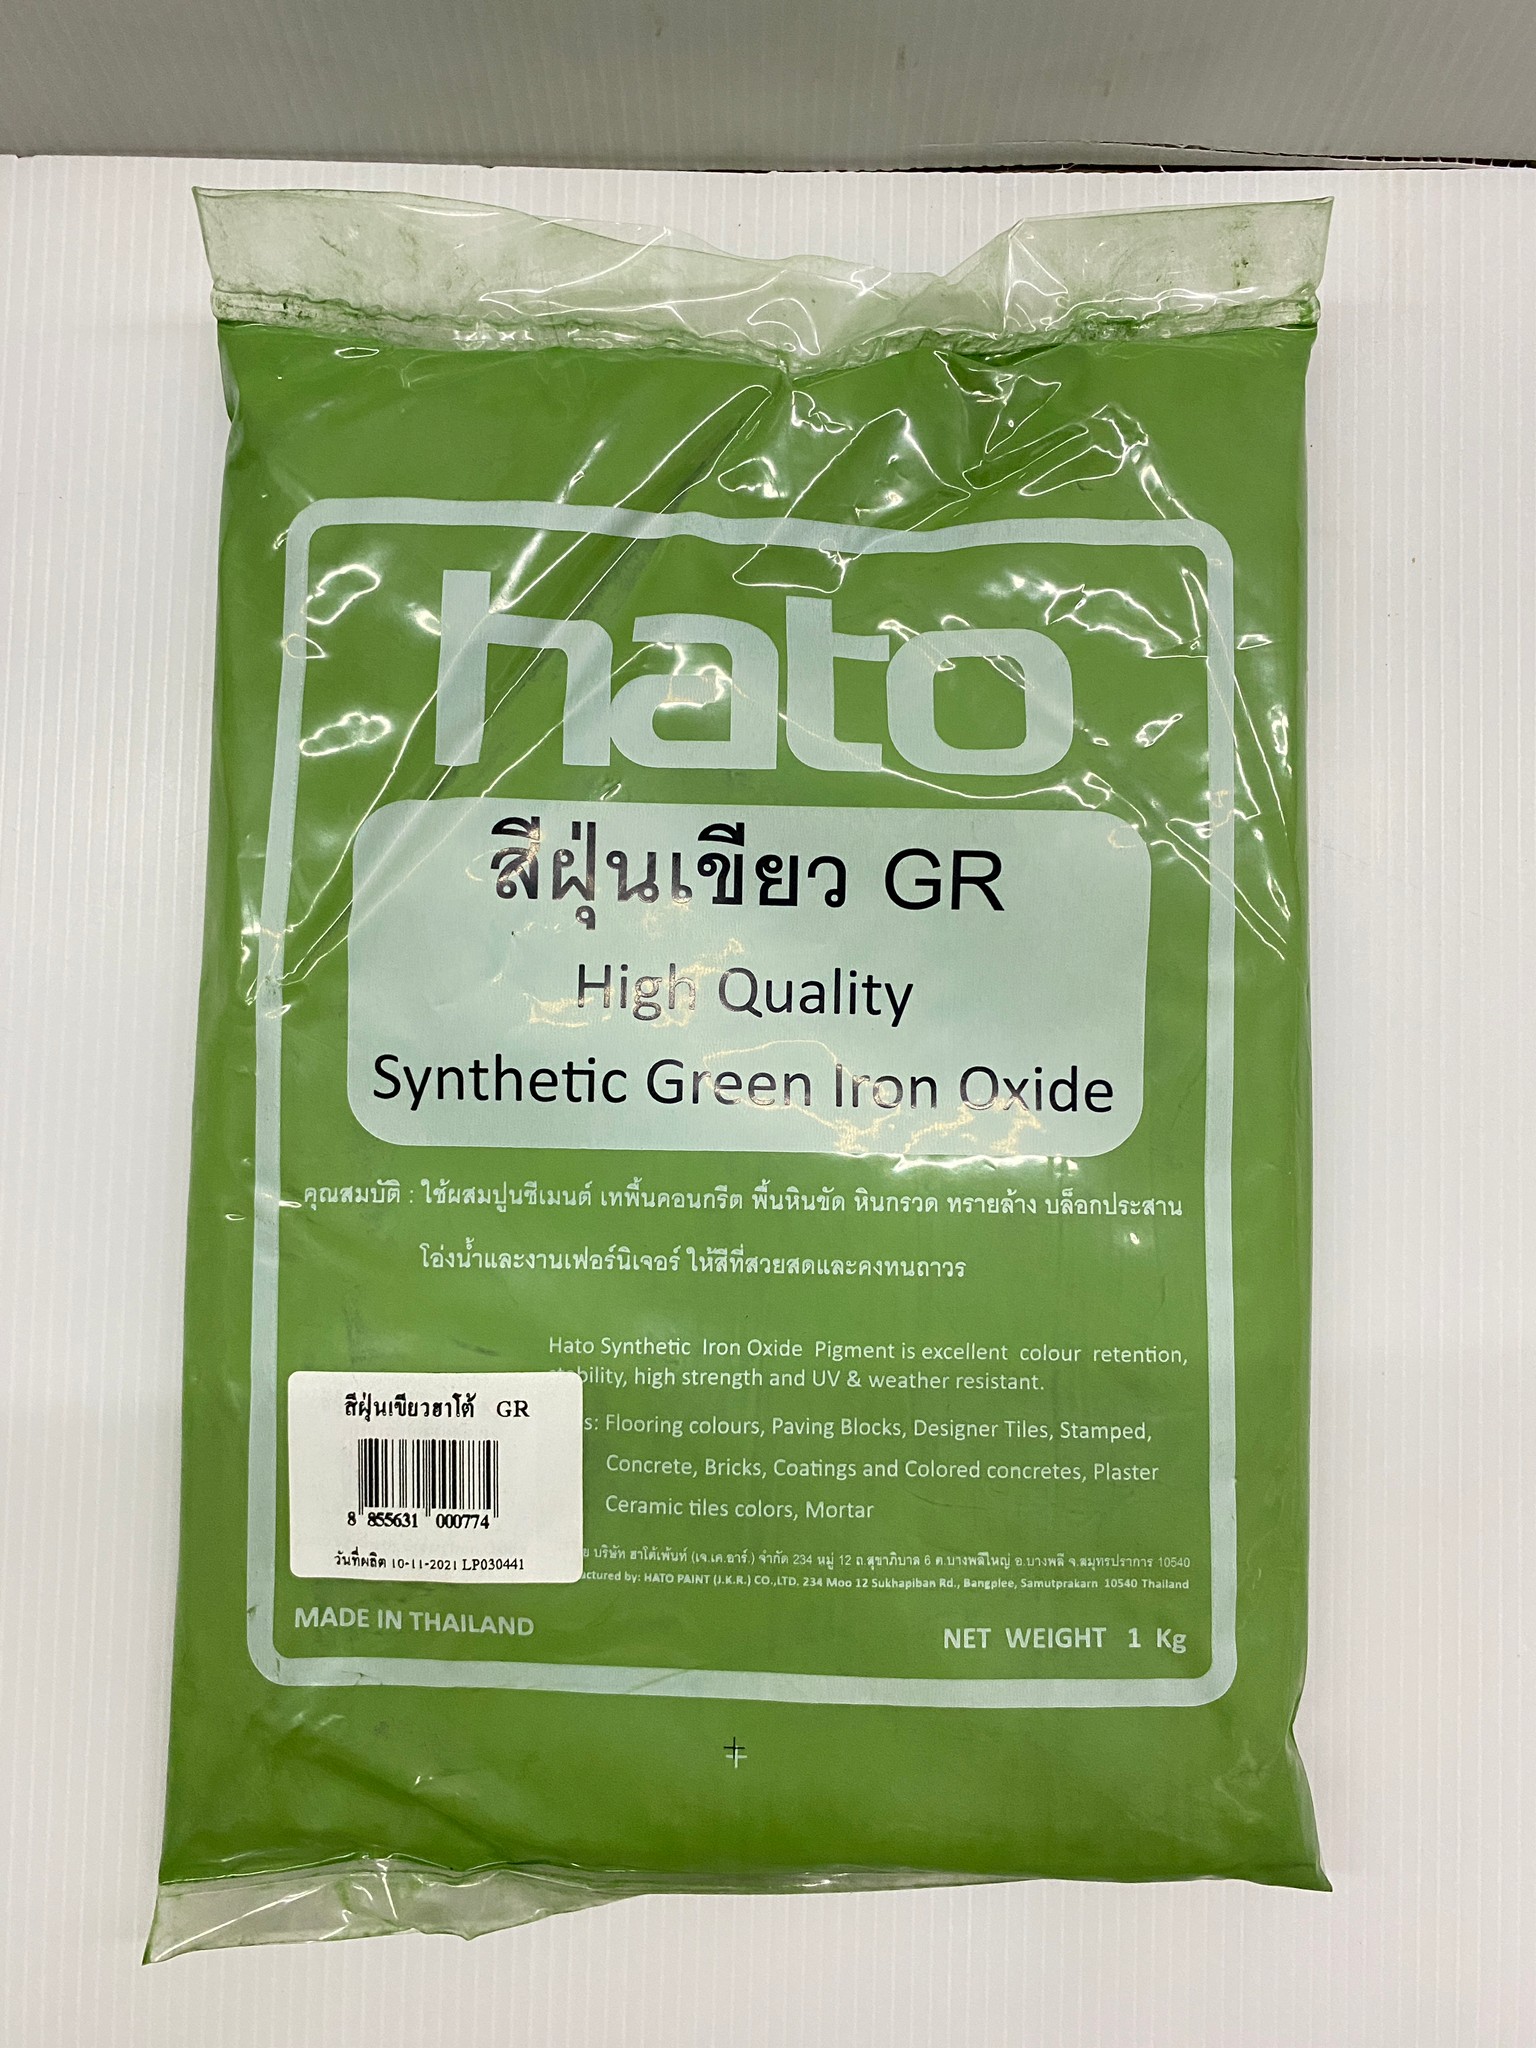 hato
สีฝุ่นเขียว GR
High Quality
Synthetic Green Iron Oxide
คุณสมบัติ : ใช้ผสมปูนซีเมนต์ เทพื้นคอนกรีต พื้นหินขัด หินกรวด ทรายล้าง บล็อกประสาน
โอ่งน้ำและงานเฟอร์นิเจอร์ ให้สีที่สวยสดและคงทนถาวร
Hato Synthetic Iron Oxide Pigment is excellent colour retention,
high strength and UV & weather resistant.
Flooring colours, Paving Blocks, Designer Tiles, Stamped,
Concrete, Bricks, Coatings and Colored concretes, Plaster
Ceramic tiles colors, Mortar
สีฝุ่นเขียวฮาโต้ GR
8 855631 000774
วันที่ผลิต 10-11-2021 LP030441
บริษัท ฮาโต้เพ้นท์ (เจ.เค.อาร์.) จำกัด 234 หมู่ 12 ถ.สุขาภิบาล 6 ต.บางพลีใหญ่ อ.บางพลี จ.สมุทรปราการ 10540
by: HATO PAINT (J.K.R.) CO.,LTD. 234 Moo 12 Sukhapiban Rd., Bangplee, Samutprakarn 10540 Thailand
MADE IN THAILAND
NET WEIGHT 1 Kg